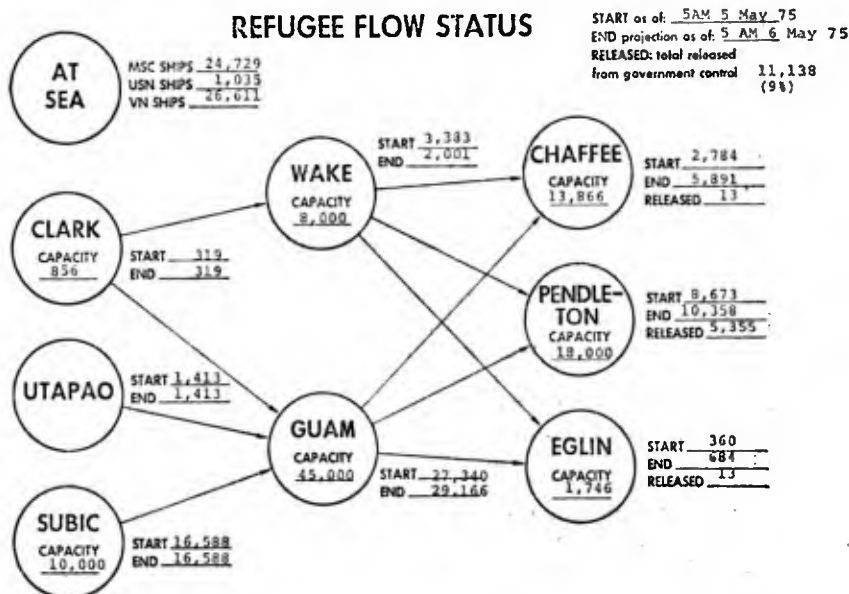 REFUGEE FLOW STATUS
START as of: 5AM 5 May 75
END projection as of: 5 AM 6 May 75
RELEASED: total released
from government control 11,138
(9%)
AT
SEA
MSC SHIPS 24,729
USN SHIPS 1,035
VN SHIPS 26,611
WAKE
CAPACITY
8,000
START 3,383
END 2,001
CHAFFEE
CAPACITY
13,866
START 2,784
END 5,891
RELEASED 13
CLARK
CAPACITY
856
START 319
END 319
PENDLE-
TON
CAPACITY
18,000
START 8,673
END 10,358
RELEASED 5,355
UTAPAO
START 1,413
END 1,413
GUAM
CAPACITY
45,000
START 27,340
END 29,166
EGLIN
CAPACITY
1,746
START 360
END 684
RELEASED 13
SUBIC
CAPACITY
10,000
START 16,588
END 16,588